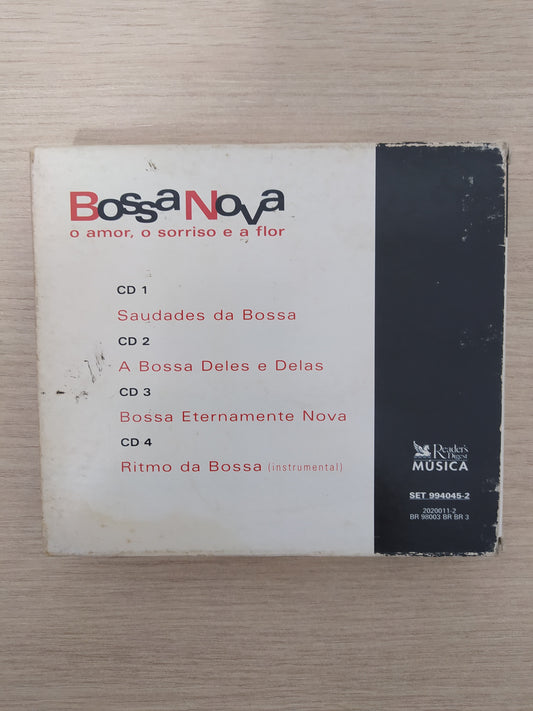 BossaNova
o amor, o sorriso e a flor
CD 1
Saudades da Bossa
CD 2
A Bossa Deles e Delas
CD 3
Bossa Eternamente Nova
CD 4
Ritmo da Bossa (instrumental)
Reader's
Digest
MÚSICA
SET 994045-2
2020011-2
BR 98003 BR BR 3